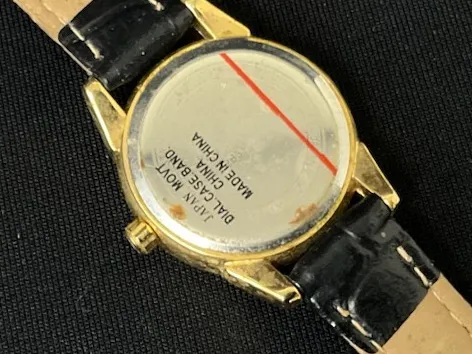 JAPAN MOVT
DIAL CASE BAND.
CHINA
MADE IN CHINA